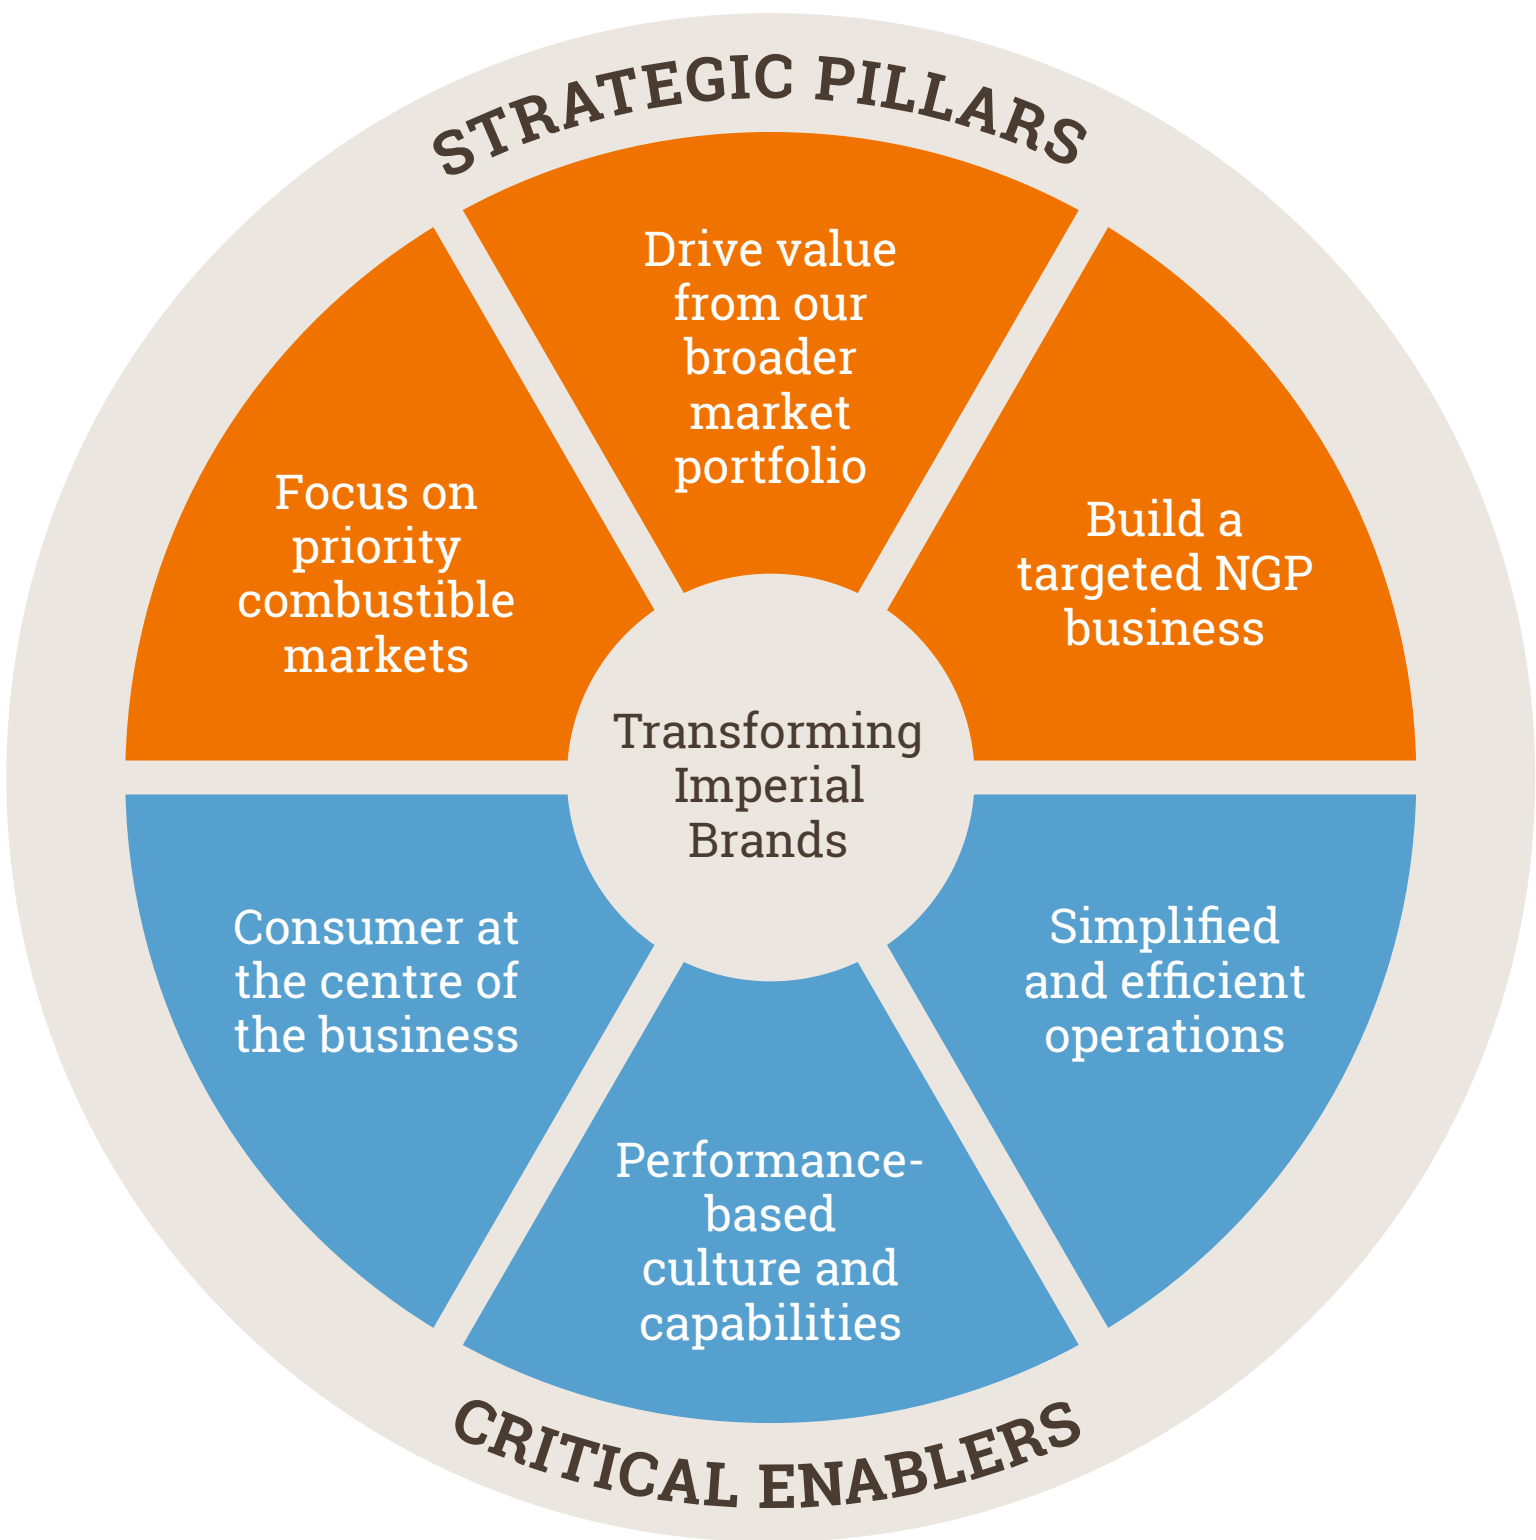 STRATEGIC PILLARS
Drive value
from our
broader
market
portfolio
Focus on
priority
combustible
markets
Build a
targeted NGP
business
Transforming
Imperial
Brands
Consumer at
the centre of
the business
Simplified
and efficient
operations
Performance-
based
culture and
capabilities
CRITICAL ENABLERS